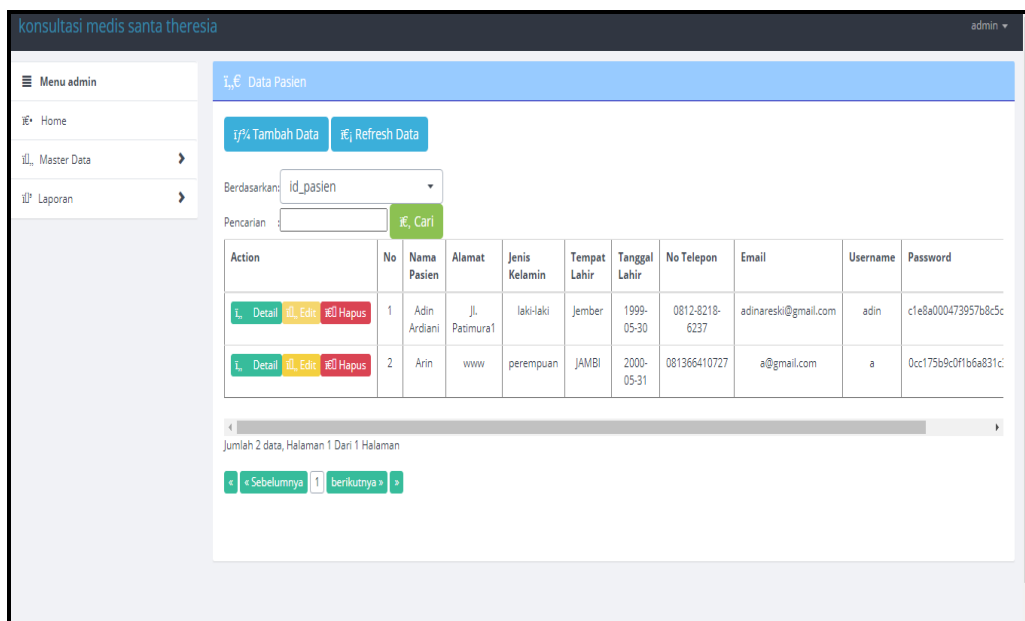 konsultasi medis santa theresia
admin
Menu admin
Home
Master Data
Laporan
Data Pasien
Tambah Data
Refresh Data
Berdasarkan: id_pasien
Pencarian :
Cari
Action No Nama Pasien Alamat Jenis Kelamin Tempat Lahir Tanggal Lahir No Telepon Email Username Password
Detail Edit Hapus 1 Adin Ardiani Jl. Patimura1 laki-laki Jember 1999-05-30 0812-8218-6237 adinareski@gmail.com adin c1e8a000473957b8c5c
Detail Edit Hapus 2 Arin www perempuan JAMBI 2000-05-31 081366410727 a@gmail.com a 0cc175b9c0f1b6a831c
Jumlah 2 data, Halaman 1 Dari 1 Halaman
« « Sebelumnya 1 berikutnya » »